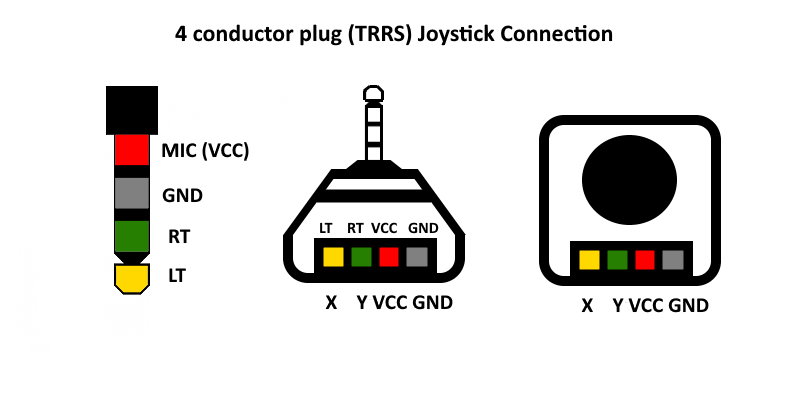 4 conductor plug (TRRS) Joystick Connection
MIC (VCC)
GND
RT
LT
LT RT VCC GND
X Y VCC GND
X Y VCC GND